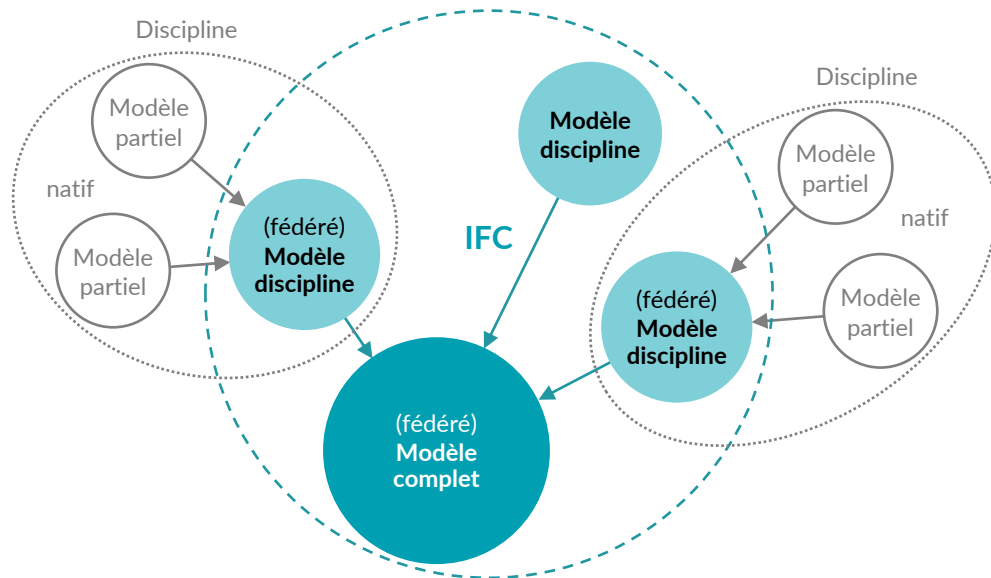 Discipline
Modèle
partiel
natif
Modèle
partiel
(fédéré)
Modèle
discipline
Modèle
discipline
IFC
Discipline
Modèle
partiel
natif
Modèle
partiel
(fédéré)
Modèle
discipline
(fédéré)
Modèle
complet